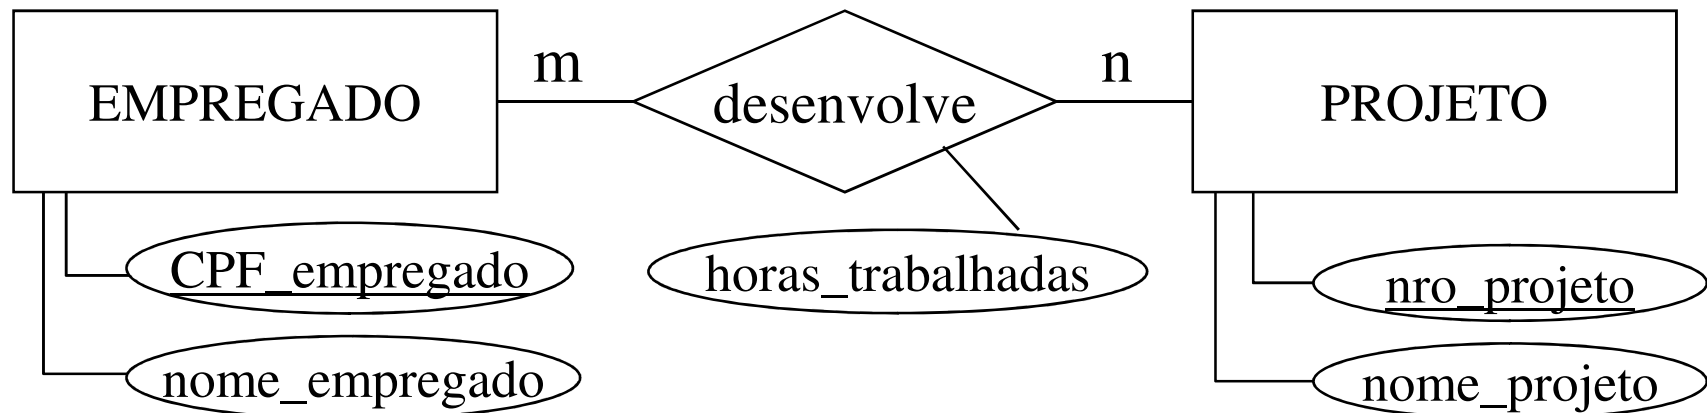 EMPREGADO
m
desenvolve
n
PROJETO
CPF_empregado
horas_trabalhadas
nro_projeto
nome_empregado
nome_projeto